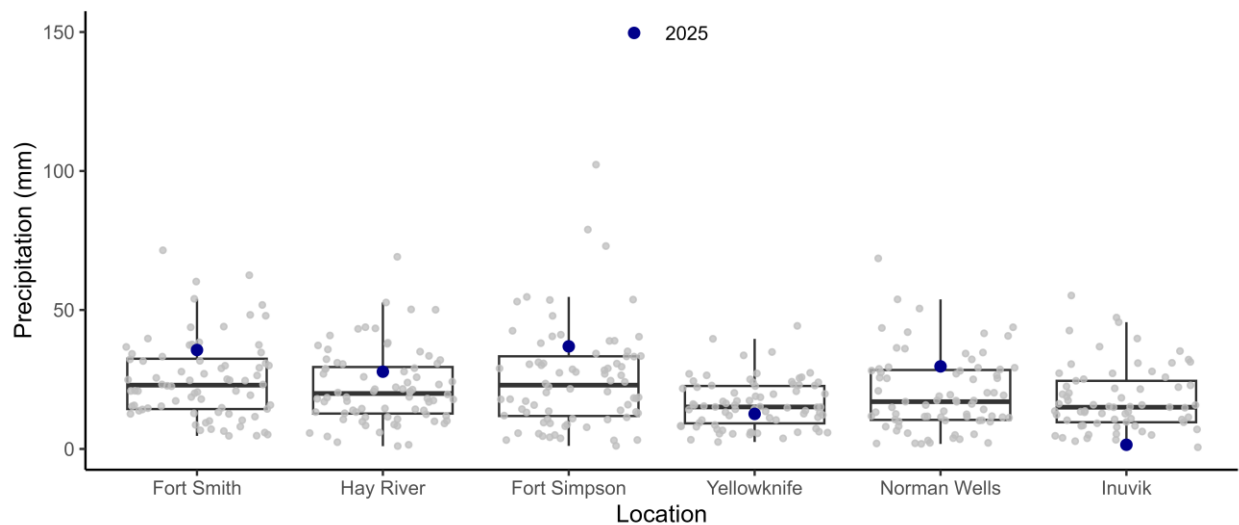 2025
Precipitation (mm)
150
100
50
0
Fort Smith
Hay River
Fort Simpson
Yellowknife
Norman Wells
Inuvik
Location